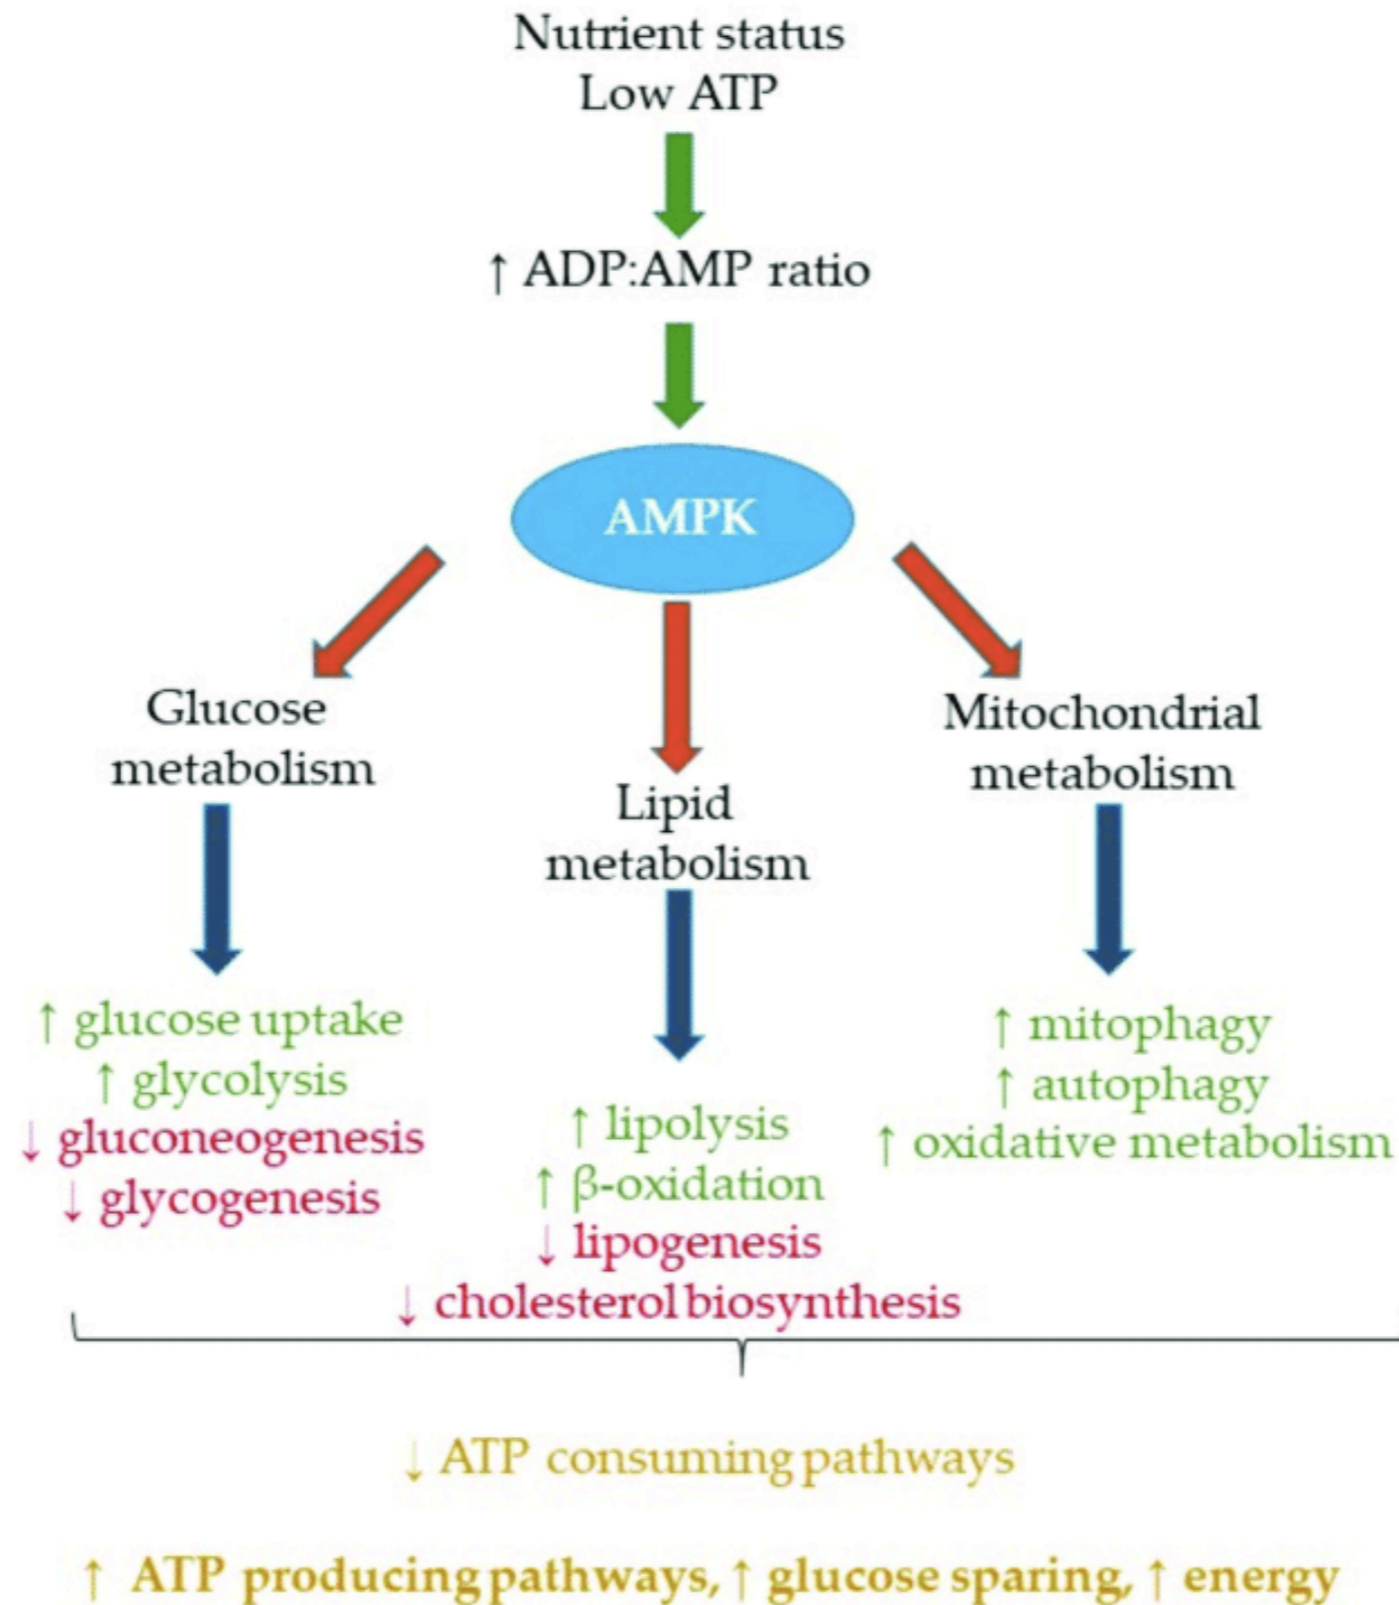 Nutrient status
Low ATP
↑ ADP:AMP ratio
AMPK
Glucose
metabolism
↑ glucose uptake
↑ glycolysis
↓ gluconeogenesis
↓ glycogenesis
Lipid
metabolism
↑ lipolysis
↑ β-oxidation
↓ lipogenesis
↓ cholesterol biosynthesis
Mitochondrial
metabolism
↑ mitophagy
↑ autophagy
↑ oxidative metabolism
↓ ATP consuming pathways
↑ ATP producing pathways, ↑ glucose sparing, ↑ energy